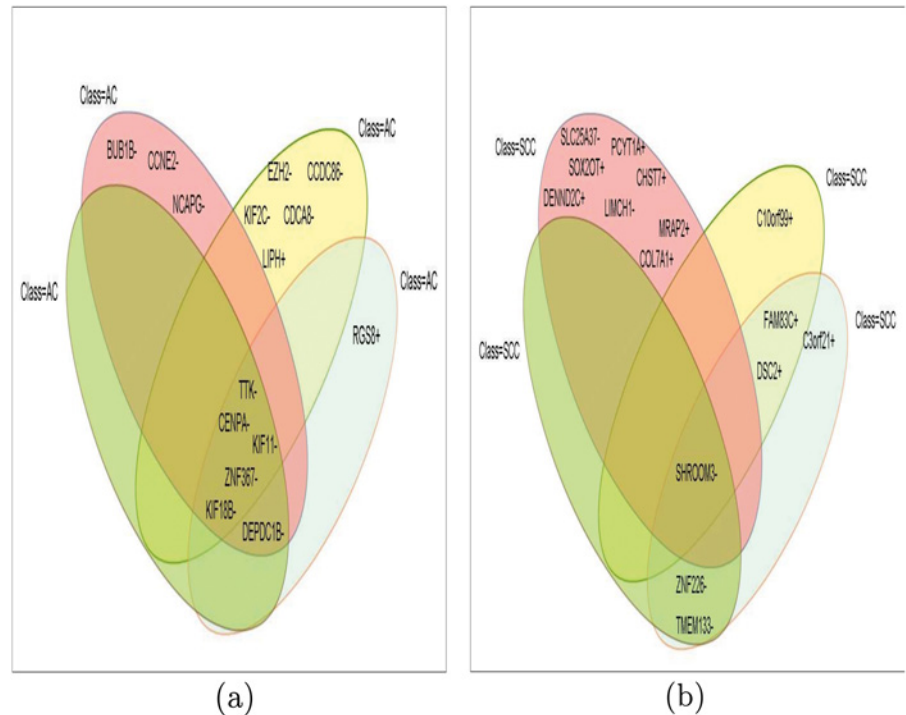 Class=AC
BUB1B-
CCNE2-
NCAPG-
Class=AC
EZH2-
CCDC86-
KIF2C-
CDCA8-
LIPH+
Class=AC
Class=AC
RGS8+
TTK-
CENPA-
KIF11-
ZNF367-
KIF18B-
DEPDC1B-
(a)
Class=SCC
SLC25A37-
PCYT1A+
SOX2OT+
CHST7+
DENND2C+
LIMCH1-
MRAP2+
COL7A1+
Class=SCC
C10orf99+
Class=SCC
Class=SCC
FAM83C+
C3orf21+
DSC2+
SHROOM3-
ZNF226-
TMEM133-
(b)